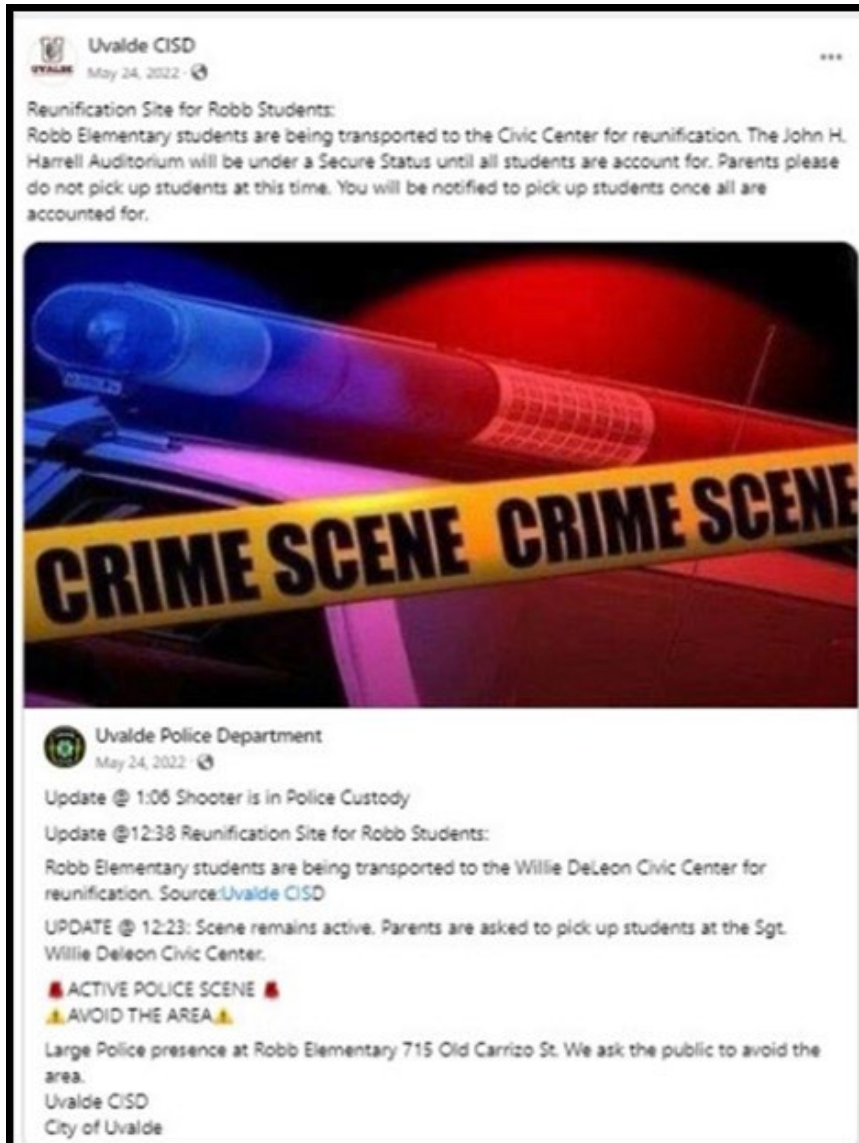 Uvalde CISD
UVALDE
May 24, 2022 ·
Reunification Site for Robb Students:
Robb Elementary students are being transported to the Civic Center for reunification. The John H.
Harrell Auditorium will be under a Secure Status until all students are account for. Parents please
do not pick up students at this time. You will be notified to pick up students once all are
accounted for.
CRIME SCENE CRIME SCENE
Uvalde Police Department
May 24, 2022 ·
Update @ 1:06 Shooter is in Police Custody
Update @12:38 Reunification Site for Robb Students:
Robb Elementary students are being transported to the Willie DeLeon Civic Center for
reunification. Source:Uvalde CISD
UPDATE @ 12:23: Scene remains active. Parents are asked to pick up students at the Sgt.
Willie Deleon Civic Center.
🚨 ACTIVE POLICE SCENE 🚨
⚠️AVOID THE AREA⚠️
Large Police presence at Robb Elementary 715 Old Carrizo St. We ask the public to avoid the
area.
Uvalde CISD
City of Uvalde